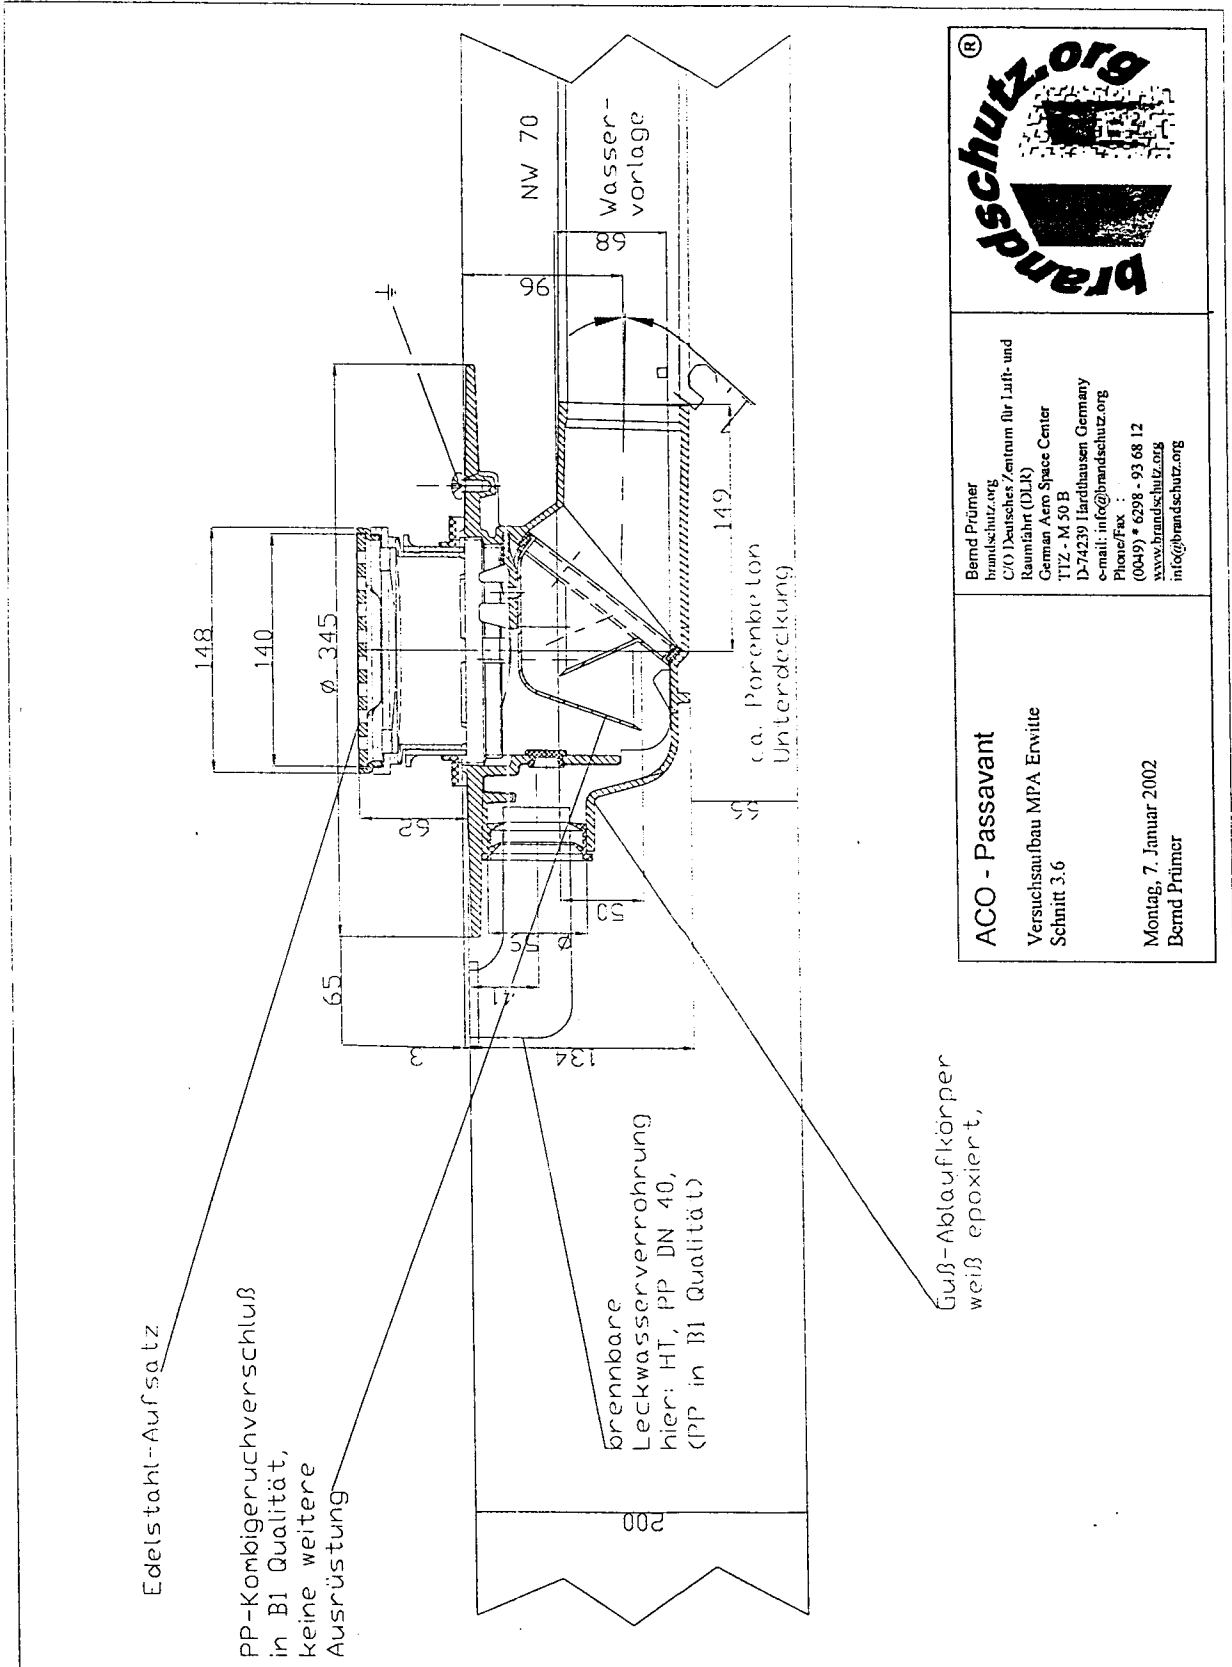 Edelstahl-Aufsatz
PP-Kombigeruchverschluß
in B1 Qualität,
keine weitere
Ausrüstung
148
140
ø 345
65
62
3
134
41
ø 55
50
66
200
149
96
89
NW 70
Wasser-
vorlage
ca. Porenbeton
Unterdeckung
brennbare
Leckwasserverrohrung
hier: HT, PP DN 40,
(PP in B1 Qualität)
Guß-Ablaufkörper
weiß epoxiert,
ACO - Passavant
Versuchsaufbau MPA Erwitte
Schnitt 3.6
Montag, 7. Januar 2002
Bernd Prümer
Bernd Prümer
brandschutz.org
C/O Deutsches Zentrum für Luft- und
Raumfahrt (DLR)
German Aero Space Center
TTZ - M 50 B
D-74239 Hardthausen Germany
e-mail: info@brandschutz.org
Phone/Fax :
(0049) * 6298 - 93 68 12
www.brandschutz.org
info@brandschutz.org
brandschutz.org
®